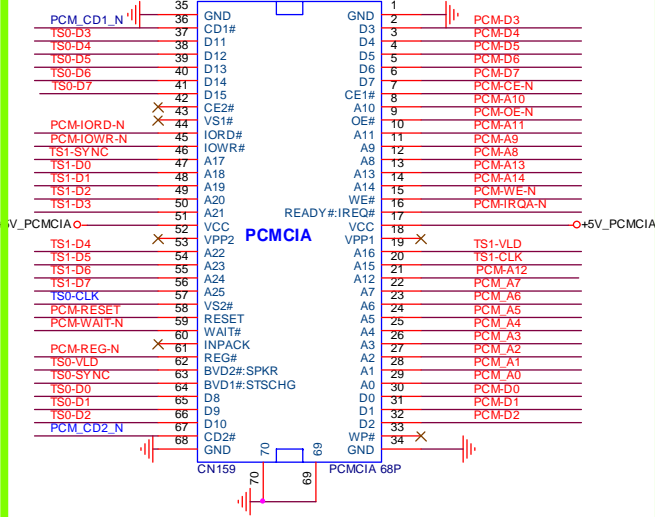 35 GND GND 1
PCM_CD1_N 36 CD1# D3 2 PCM-D3
TS0-D3 37 D11 D4 3 PCM-D4
TS0-D4 38 D12 D5 4 PCM-D5
TS0-D5 39 D13 D6 5 PCM-D6
TS0-D6 40 D14 D7 6 PCM-D7
TS0-D7 41 D15 CE1# 7 PCM-CE-N
42 CE2# A10 8 PCM-A10
43 VS1# OE# 9 PCM-OE-N
PCM-IORD-N 44 IORD# A11 10 PCM-A11
PCM-IOWR-N 45 IOWR# A9 11 PCM-A9
TS1-SYNC 46 A17 A8 12 PCM-A8
TS1-D0 47 A18 A13 13 PCM-A13
TS1-D1 48 A19 A14 14 PCM-A14
TS1-D2 49 A20 WE# 15 PCM-WE-N
TS1-D3 50 A21 READY#:IREQ# 16 PCM-IRQA-N
5V_PCMCIA 51 VCC VCC 17 +5V_PCMCIA
52 VPP2 PCMCIA VPP1 18
TS1-D4 53 A22 A16 19 TS1-VLD
TS1-D5 54 A23 A15 20 TS1-CLK
TS1-D6 55 A24 A12 21 PCM-A12
TS1-D7 56 A25 A7 22 PCM_A7
TS0-CLK 57 VS2# A6 23 PCM_A6
PCM-RESET 58 RESET A5 24 PCM_A5
PCM-WAIT-N 59 WAIT# A4 25 PCM_A4
60 INPACK A3 26 PCM_A3
PCM-REG-N 61 REG# A2 27 PCM_A2
TS0-VLD 62 BVD2#:SPKR A1 28 PCM_A1
TS0-SYNC 63 BVD1#:STSCHG A0 29 PCM_A0
TS0-D0 64 D8 D0 30 PCM-D0
TS0-D1 65 D9 D1 31 PCM-D1
TS0-D2 66 D10 D2 32 PCM-D2
PCM_CD2_N 67 CD2# WP# 33
68 GND 70 69 GND 34
CN159 70 69 PCMCIA 68P